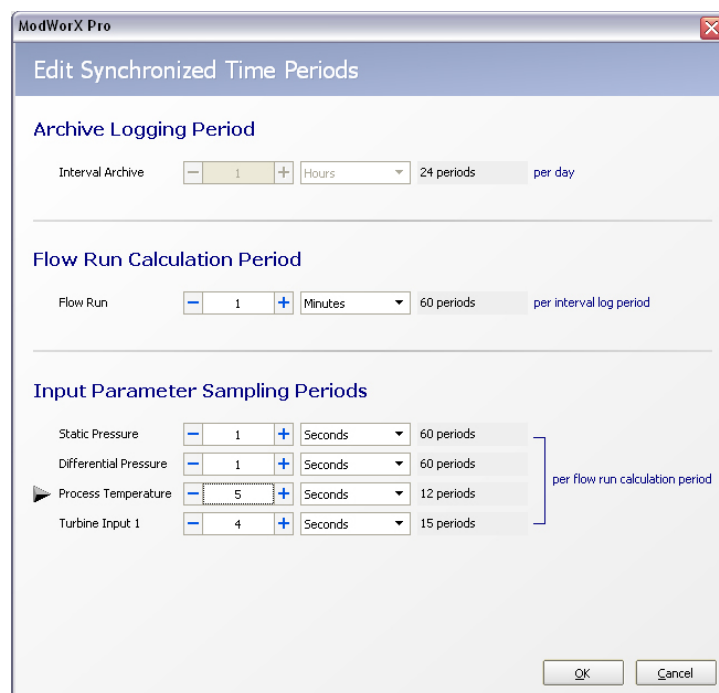 ModWorX Pro
Edit Synchronized Time Periods
Archive Logging Period
Interval Archive 1 Hours 24 periods per day
Flow Run Calculation Period
Flow Run 1 Minutes 60 periods per interval log period
Input Parameter Sampling Periods
Static Pressure 1 Seconds 60 periods
Differential Pressure 1 Seconds 60 periods
per flow run calculation period
Process Temperature 5 Seconds 12 periods
Turbine Input 1 4 Seconds 15 periods
OK Cancel